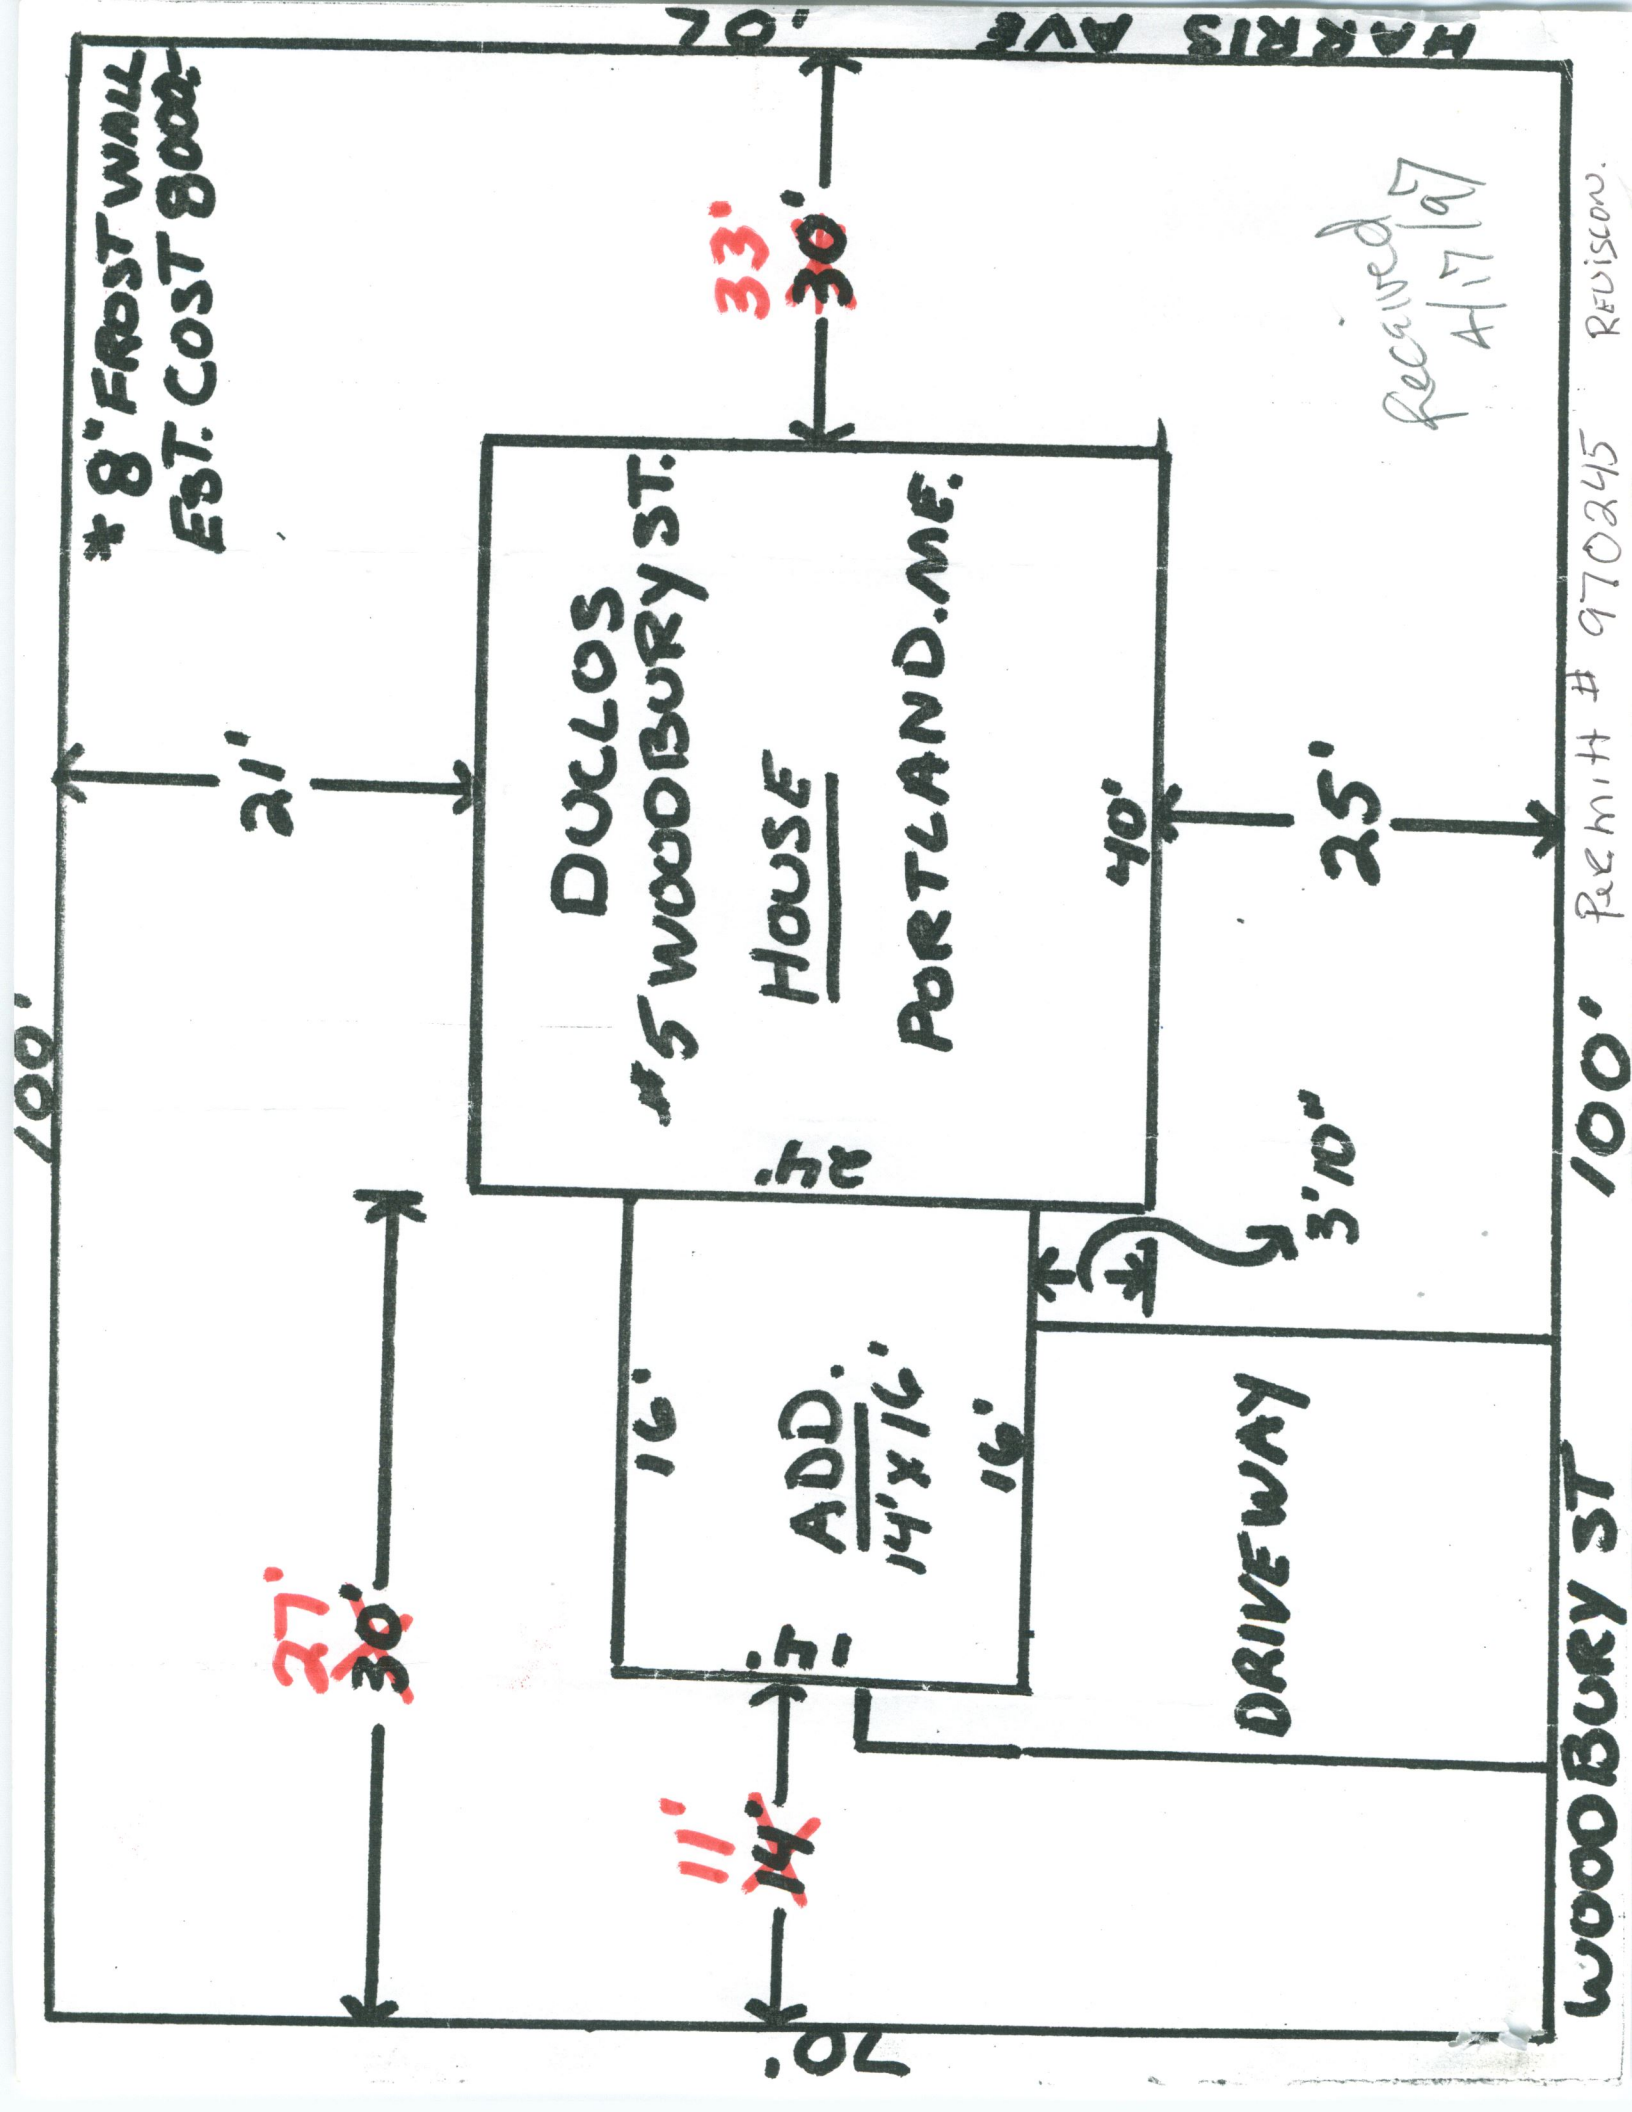 100'
* 8" FROST WALL
EST. COST 8000
21'
27'
30'
33'
30'
DUCLOS
#5 WOODBURY ST.
HOUSE
PORTLAND.ME.
24'
40'
16'
ADD.
14'x16'
16'
14'
11'
14'
70'
70'
HARRIS AVE
3'10"
25'
DRIVEWAY
Received
4/17/97
WOODBURY ST
100'
Permit # 970245 REVISION.